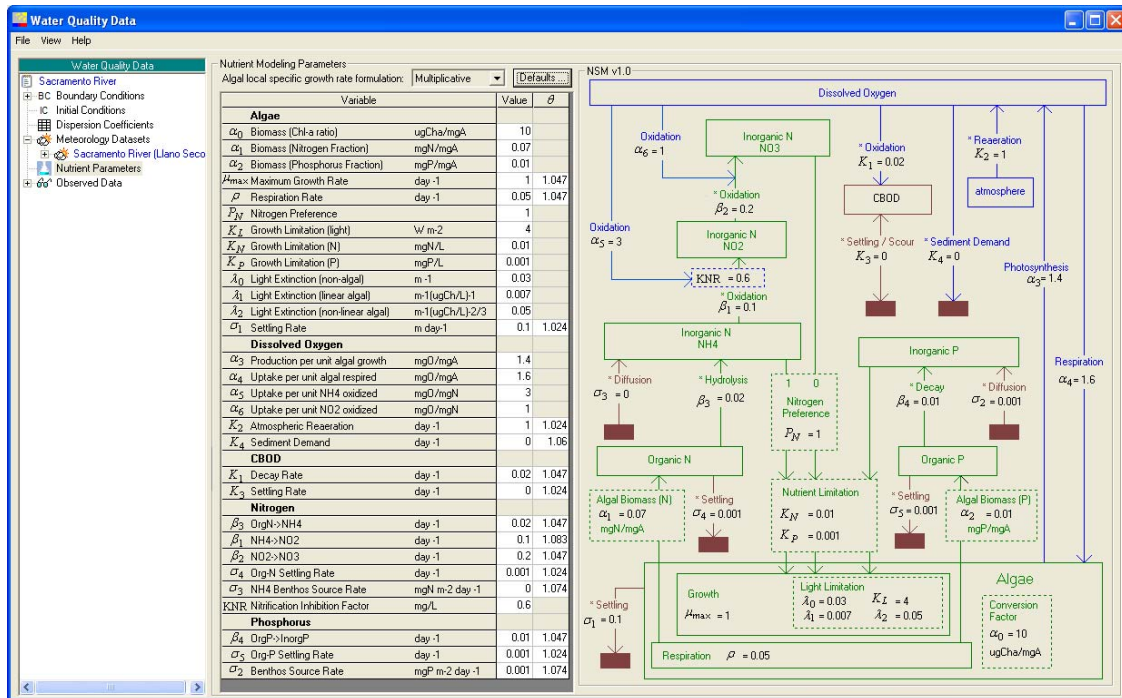 Water Quality Data
File View Help
Water Quality Data
Sacramento River
BC Boundary Conditions
IC Initial Conditions
Dispersion Coefficients
Meteorology Datasets
Sacramento River (Llano Seco
Nutrient Parameters
Observed Data
Nutrient Modeling Parameters
Algal local specific growth rate formulation: Multiplicative Defaults ...
Variable Value θ
Algae
α0 Biomass (Chl-a ratio) ugCha/mgA 10
α1 Biomass (Nitrogen Fraction) mgN/mgA 0.07
α2 Biomass (Phosphorus Fraction) mgP/mgA 0.01
μmax Maximum Growth Rate day -1 1 1.047
ρ Respiration Rate day -1 0.05 1.047
PN Nitrogen Preference 1
KL Growth Limitation (light) W m-2 4
KN Growth Limitation (N) mgN/L 0.01
KP Growth Limitation (P) mgP/L 0.001
λ0 Light Extinction (non-algal) m -1 0.03
λ1 Light Extinction (linear algal) m-1(ugCh/L)-1 0.007
λ2 Light Extinction (non-linear algal) m-1(ugCh/L)-2/3 0.05
σ1 Settling Rate m day-1 0.1 1.024
Dissolved Oxygen
α3 Production per unit algal growth mgO/mgA 1.4
α4 Uptake per unit algal respired mgO/mgA 1.6
α5 Uptake per unit NH4 oxidized mgO/mgN 3
α6 Uptake per unit NO2 oxidized mgO/mgN 1
K2 Atmospheric Reaeration day -1 1 1.024
K4 Sediment Demand day -1 0 1.06
CBOD
K1 Decay Rate day -1 0.02 1.047
K3 Settling Rate day -1 0 1.024
Nitrogen
β3 OrgN->NH4 day -1 0.02 1.047
β1 NH4->NO2 day -1 0.1 1.083
β2 NO2->NO3 day -1 0.2 1.047
σ4 Org-N Settling Rate day -1 0.001 1.024
σ3 NH4 Benthos Source Rate mgN m-2 day -1 0 1.074
KNR Nitrification Inhibition Factor mg/L 0.6
Phosphorus
β4 OrgP->InorgP day -1 0.01 1.047
σ5 Org-P Settling Rate day -1 0.001 1.024
σ2 Benthos Source Rate mgP m-2 day -1 0.001 1.074
NSM v1.0
Dissolved Oxygen
Oxidation
α6 = 1
Inorganic N
NO3
* Oxidation
K1 = 0.02
* Reaeration
K2 = 1
CBOD
atmosphere
* Oxidation
β2 = 0.2
Oxidation
α5 = 3
Inorganic N
NO2
* Settling / Scour
K3 = 0
* Sediment Demand
K4 = 0
Photosynthesis
α3 = 1.4
KNR = 0.6
* Oxidation
β1 = 0.1
Inorganic N
NH4
Inorganic P
Respiration
α4 = 1.6
* Diffusion
σ3 = 0
* Hydrolysis
β3 = 0.02
1 0
Nitrogen
Preference
PN = 1
* Decay
β4 = 0.01
* Diffusion
σ2 = 0.001
Organic N
Organic P
Algal Biomass (N)
α1 = 0.07
mgN/mgA
* Settling
σ4 = 0.001
Nutrient Limitation
KN = 0.01
KP = 0.001
* Settling
σ5 = 0.001
Algal Biomass (P)
α2 = 0.01
mgP/mgA
* Settling
σ1 = 0.1
Growth
μmax = 1
Light Limitation
λ0 = 0.03 KL = 4
λ1 = 0.007 λ2 = 0.05
Algae
Conversion
Factor
α0 = 10
ugCha/mgA
Respiration ρ = 0.05